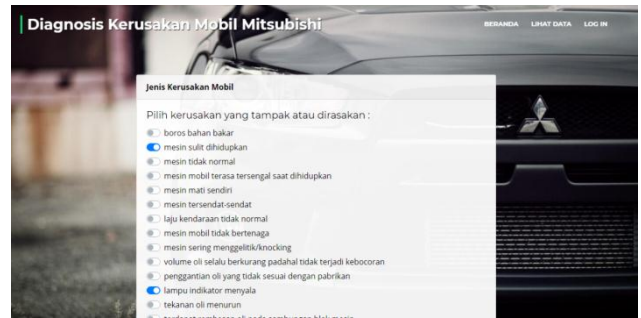 Diagnosis Kerusakan Mobil Mitsubishi
BERANDA LIHAT DATA LOG IN
Jenis Kerusakan Mobil
Pilih kerusakan yang tampak atau dirasakan :
boros bahan bakar
mesin sulit dihidupkan
mesin tidak normal
mesin mobil terasa tersengal saat dihidupkan
mesin mati sendiri
mesin tersendat-sendat
laju kendaraan tidak normal
mesin mobil tidak bertenaga
mesin sering menggelitik/knocking
volume oli selalu berkurang padahal tidak terjadi kebocoran
penggantian oli yang tidak sesuai dengan pabrikan
lampu indikator menyala
tekanan oli menurun